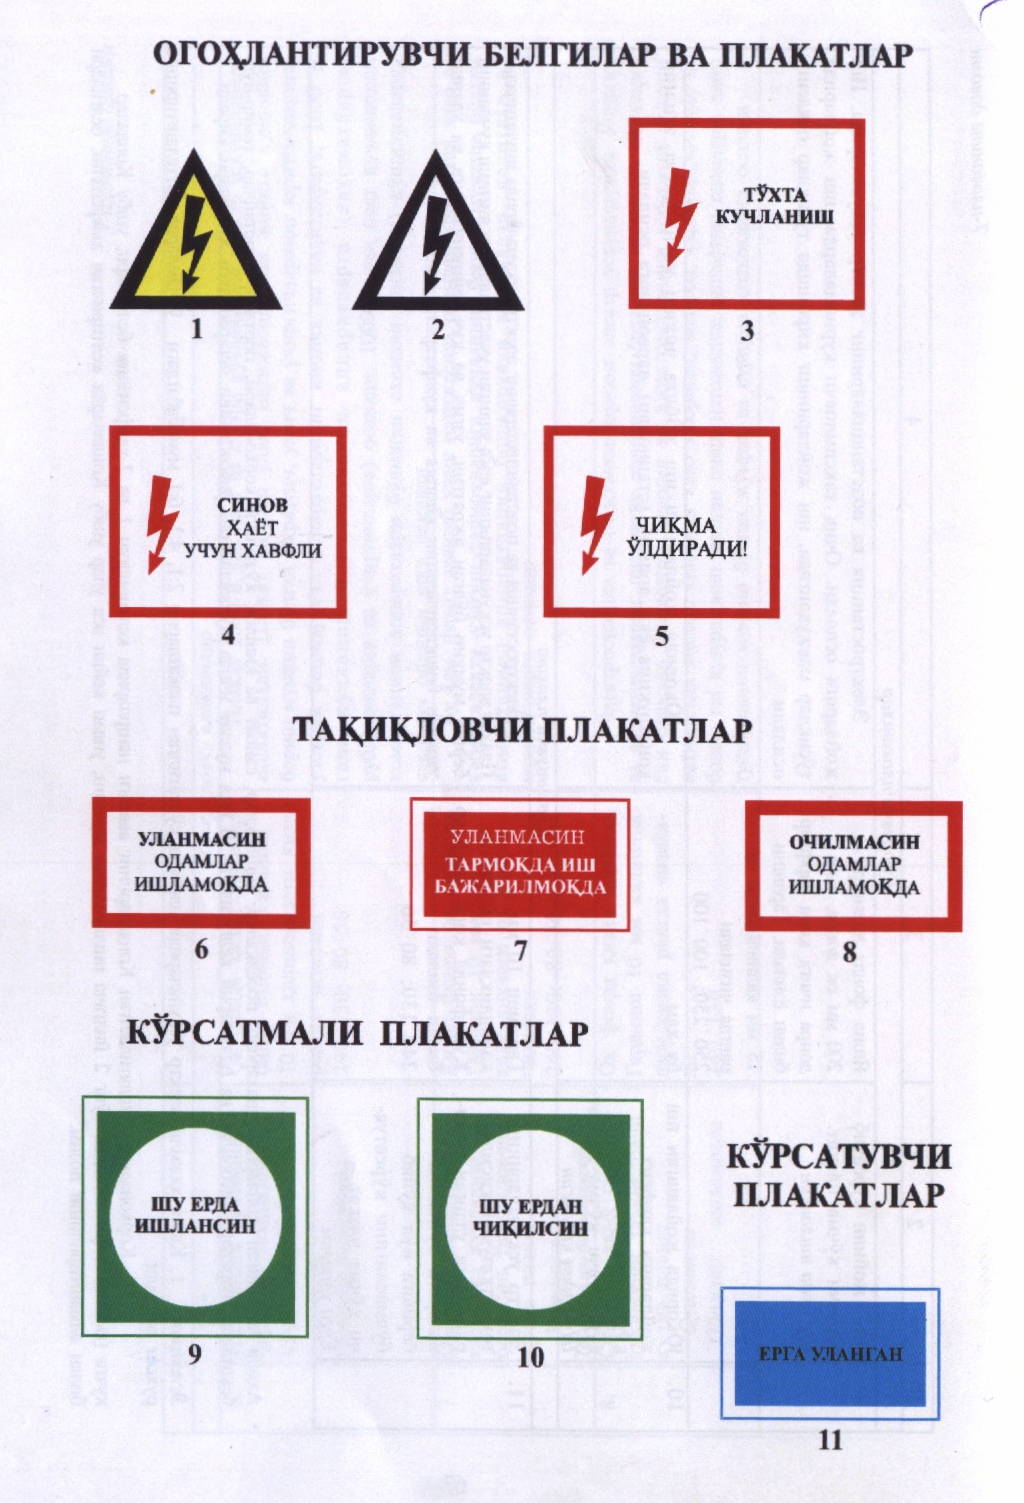 ОГОҲЛАНТИРУВЧИ БЕЛГИЛАР ВА ПЛАКАТЛАР
1
2
ТЎХТА
КУЧЛАНИШ
3
СИНОВ
ҲАЁТ
УЧУН ХАВФЛИ
4
ЧИҚМА
ЎЛДИРАДИ!
5
ТАҚИҚЛОВЧИ ПЛАКАТЛАР
УЛАНМАСИН
ОДАМЛАР
ИШЛАМОҚДА
6
УЛАНМАСИН
ТАРМОҚДА ИШ
БАЖАРИЛМОҚДА
7
ОЧИЛМАСИН
ОДАМЛАР
ИШЛАМОҚДА
8
КЎРСАТМАЛИ ПЛАКАТЛАР
ШУ ЕРДА
ИШЛАНСИН
9
ШУ ЕРДАН
ЧИҚИЛСИН
10
КЎРСАТУВЧИ
ПЛАКАТЛАР
ЕРГА УЛАНГАН
11